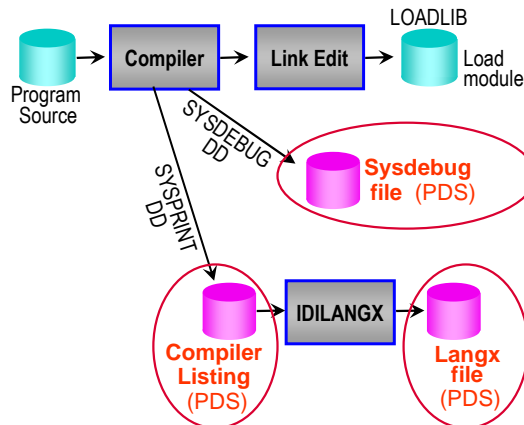 LOADLIB
Compiler
Link Edit
Load
module
Program
Source
SYSDEBUG
DD
Sysdebug
file (PDS)
SYSPRINT
DD
IDILANGX
Compiler
Listing
(PDS)
Langx
file
(PDS)